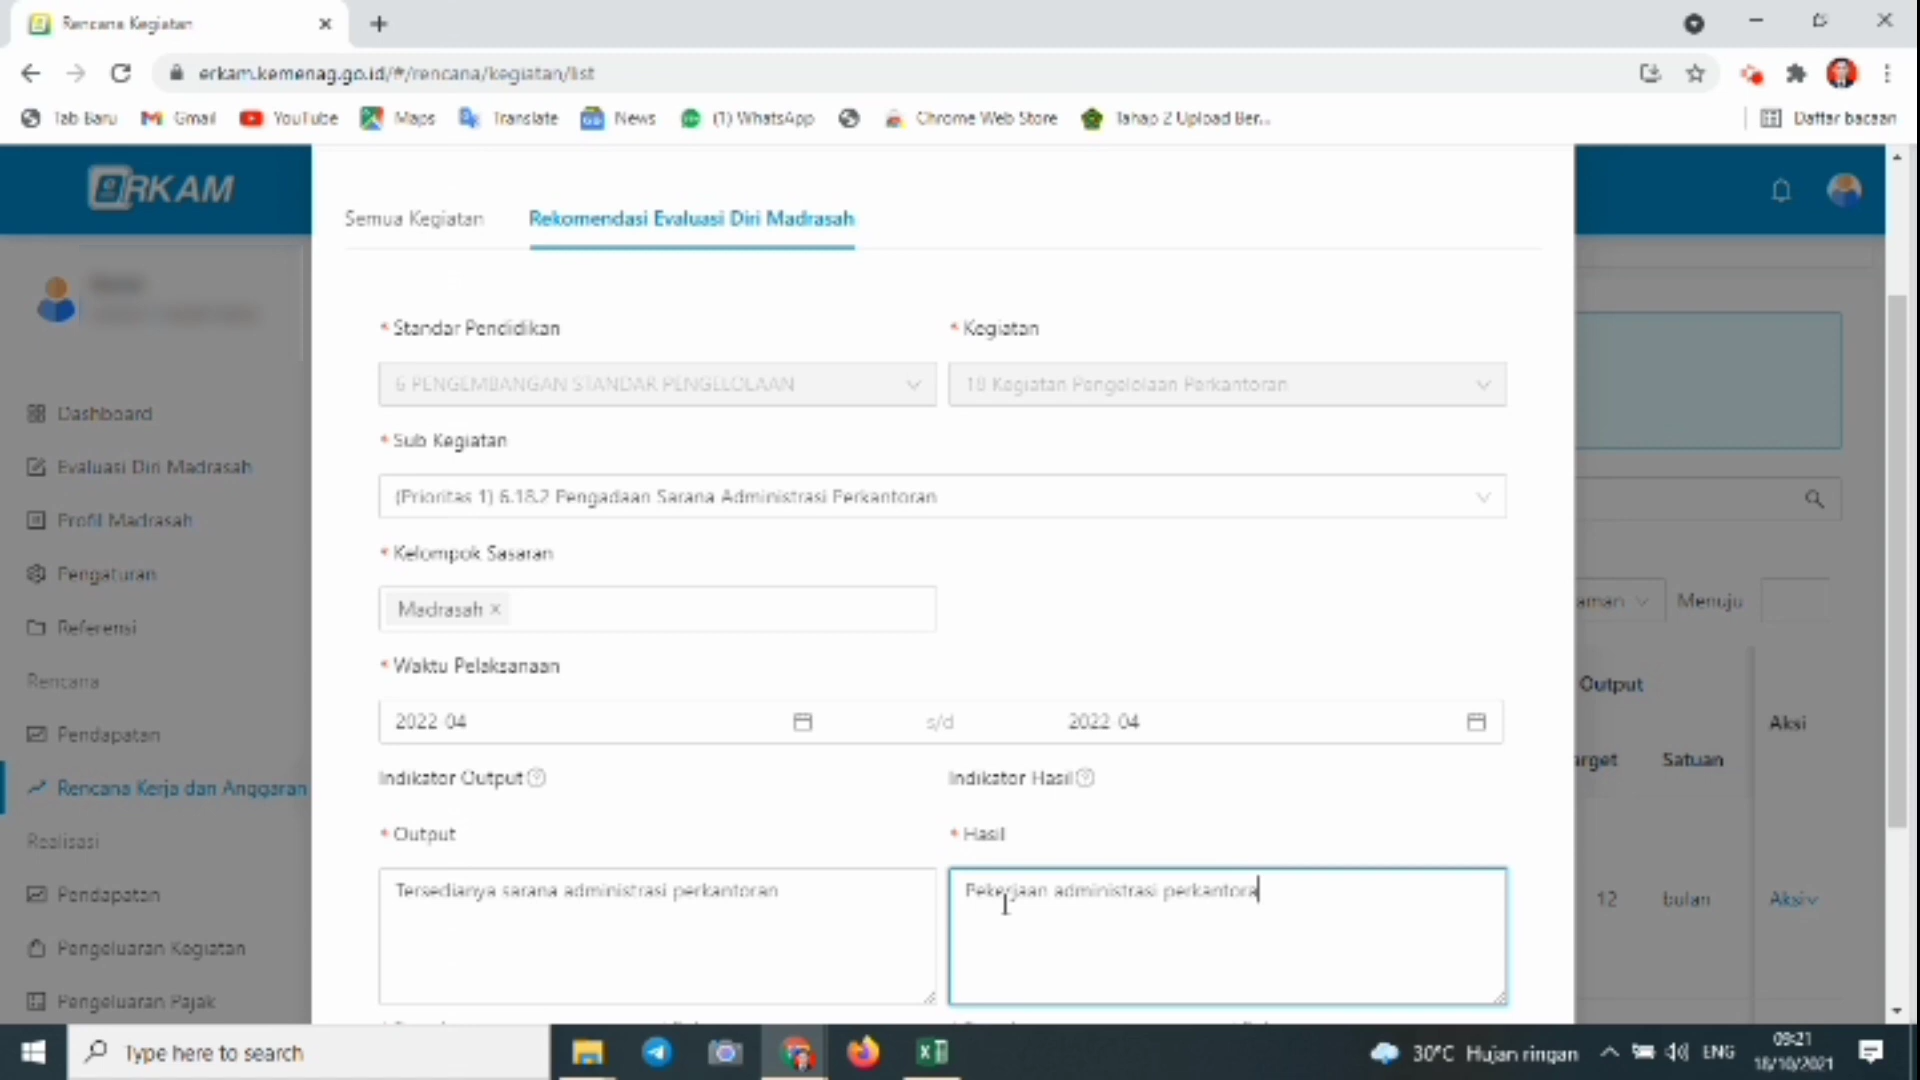 Rencana Kegiatan
erkam.kemenag.go.id/#/rencana/kegiatan/list
Tab Baru Gmail YouTube Maps Translate News (1) WhatsApp Chrome Web Store Tahap 2 Upload Ber... Daftar bacaan
eRKAM
Semua Kegiatan Rekomendasi Evaluasi Diri Madrasah
* Standar Pendidikan * Kegiatan
6 PENGEMBANGAN STANDAR PENGELOLAAN 18 Kegiatan Pengelolaan Perkantoran
Dashboard
* Sub Kegiatan
Evaluasi Diri Madrasah
(Prioritas 1) 6.18.2 Pengadaan Sarana Administrasi Perkantoran
Profil Madrasah
* Kelompok Sasaran
Pengaturan
Madrasah × aman Menuju
Referensi
* Waktu Pelaksanaan
Rencana
Output
2022-04 s/d 2022-04 Aksi
Pendapatan
arget Satuan
Indikator Output Indikator Hasil
Rencana Kerja dan Anggaran
* Output * Hasil
Realisasi
Tersedianya sarana administrasi perkantoran Pekerjaan administrasi perkantora
Pendapatan 12 bulan Aksi
Pengeluaran Kegiatan
Pengeluaran Pajak
Type here to search 30°C Hujan ringan ENG 09:21
18/10/2021